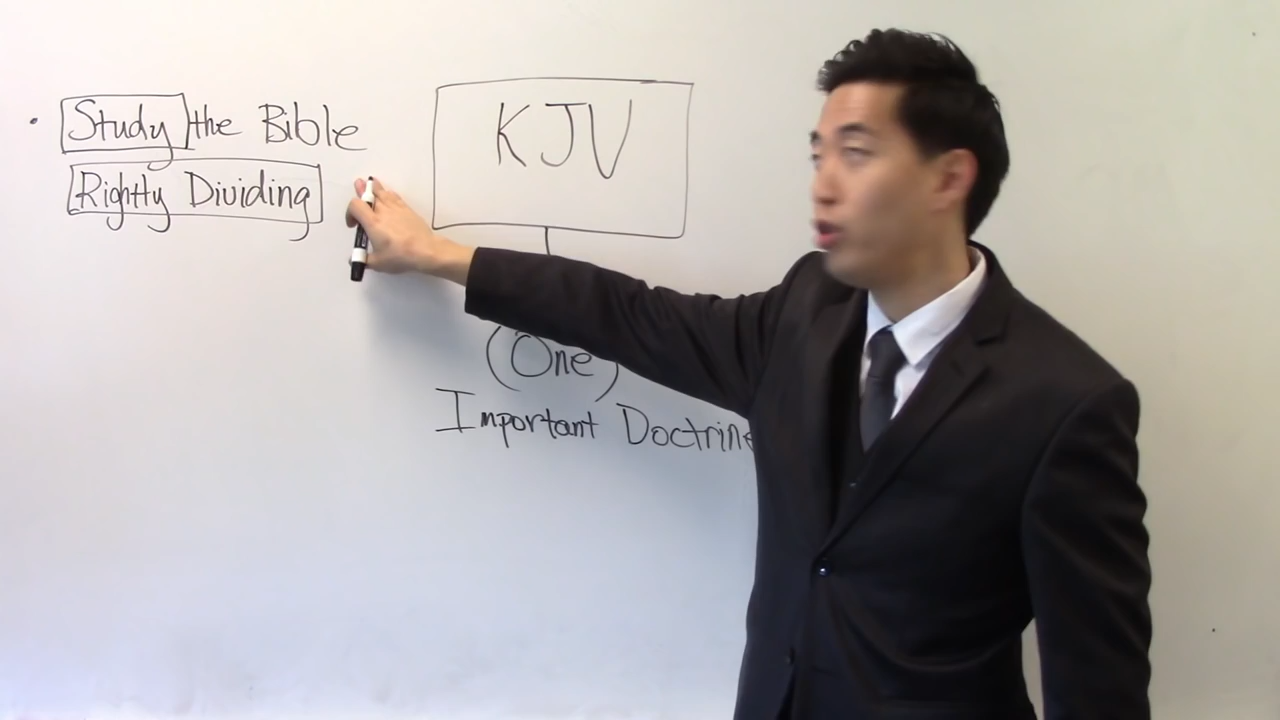 Study the Bible
Rightly Dividing
KJV
(One)
Important Doctrine